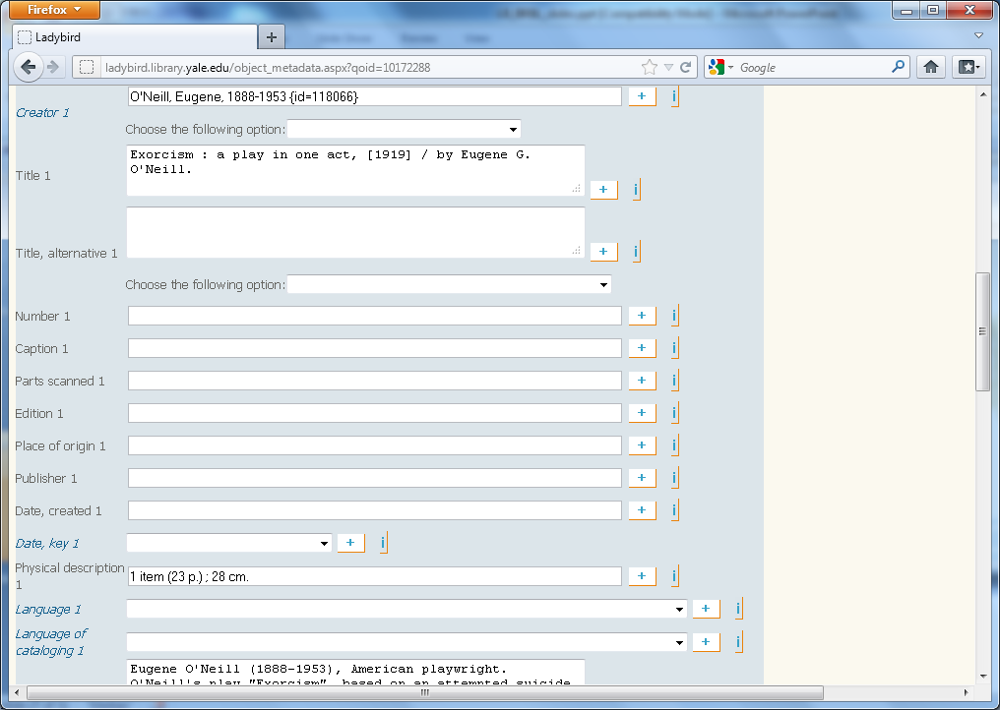 Firefox
Ladybird
ladybird.library.yale.edu/object_metadata.aspx?qoid=10172288
Google
Creator 1
O'Neill, Eugene, 1888-1953 {id=118066}
+ i
Choose the following option:
Title 1
Exorcism : a play in one act, [1919] / by Eugene G.
O'Neill.
+ i
Title, alternative 1
+ i
Choose the following option:
Number 1 + i
Caption 1 + i
Parts scanned 1 + i
Edition 1 + i
Place of origin 1 + i
Publisher 1 + i
Date, created 1 + i
Date, key 1 + i
Physical description
1
1 item (23 p.) ; 28 cm.
+ i
Language 1 + i
Language of
cataloging 1
+ i
Eugene O'Neill (1888-1953), American playwright.
O'Neill's play "Exorcism", based on an attempted suicide